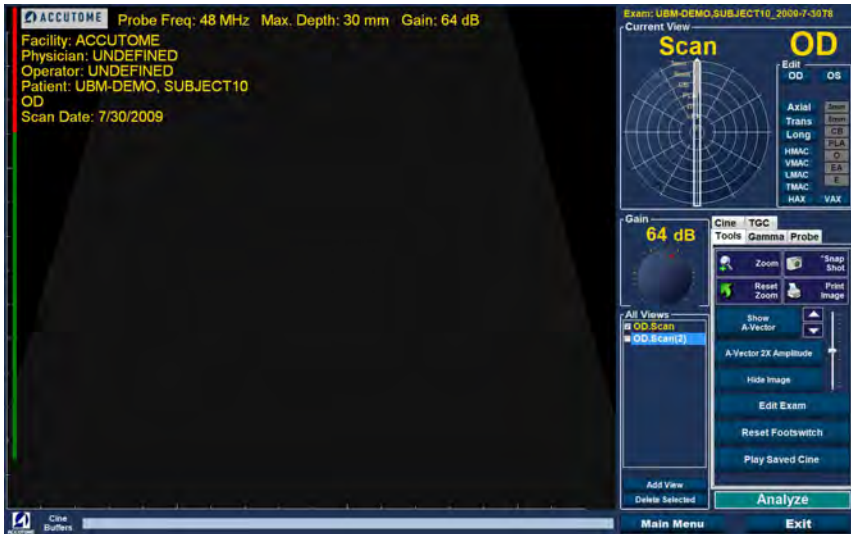 ACCUTOME Probe Freq: 48 MHz Max. Depth: 30 mm Gain: 64 dB
Facility: ACCUTOME
Physician: UNDEFINED
Operator: UNDEFINED
Patient: UBM-DEMO, SUBJECT10
OD
Scan Date: 7/30/2009
Exam: UBM-DEMO,SUBJECT10_2009-7-3078
Current View
Scan OD
Edit
OD OS
Axial
Trans
Long CB
HMAC PLA
VMAC O
LMAC EA
TMAC E
HAX VAX
Gain
64 dB
Cine TGC
Tools Gamma Probe
Zoom "Snap Shot
Reset Zoom Print Image
All Views
OD.Scan
OD.Scan(2)
Show A-Vector
A-Vector 2X Amplitude
Hide Image
Edit Exam
Reset Footswitch
Play Saved Cine
Add View
Delete Selected
Analyze
ACCUTOME
Cine Buffers
Main Menu Exit